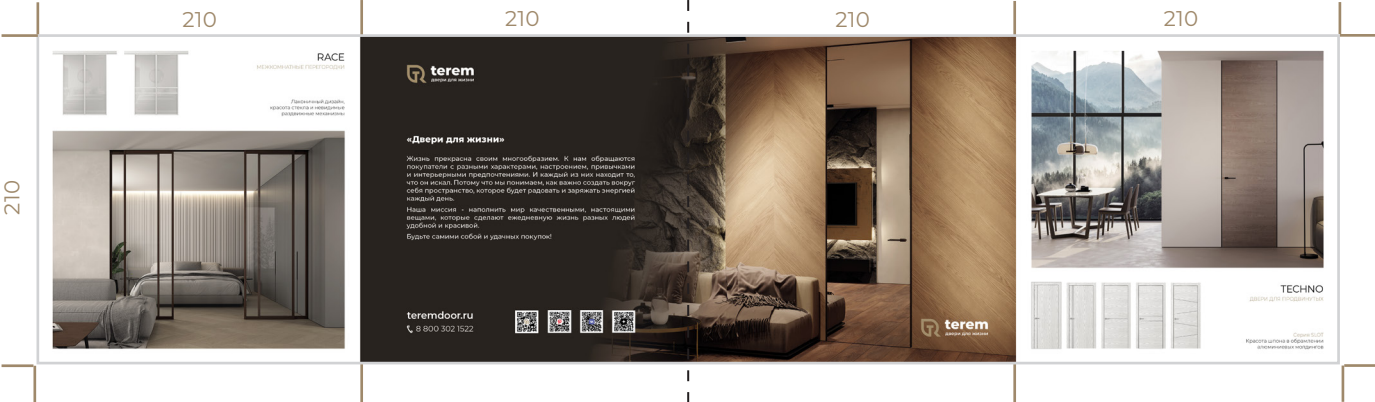 210
210
210
210
210
RACE
МЕЖКОМНАТНЫЕ ПЕРЕГОРОДКИ
Лаконичный дизайн,
красота стекла и невидимые
раздвижные механизмы
terem
двери для жизни
«Двери для жизни»
Жизнь прекрасна своим многообразием. К нам обращаются
покупатели с разными характерами, настроением, привычками
и интерьерными предпочтениями. И каждый из них находит то,
что он искал. Потому что мы понимаем, как важно создать вокруг
себя пространство, которое будет радовать и заряжать энергией
каждый день.
Наша миссия - наполнить мир качественными, настоящими
вещами, которые сделают ежедневную жизнь разных людей
удобной и красивой.
Будьте самими собой и удачных покупок!
teremdoor.ru
8 800 302 1522
terem
двери для жизни
TECHNO
ДВЕРИ ДЛЯ ПРОДВИНУТЫХ
Серия SLOT
Красота шпона в обрамлении
алюминиевых молдингов